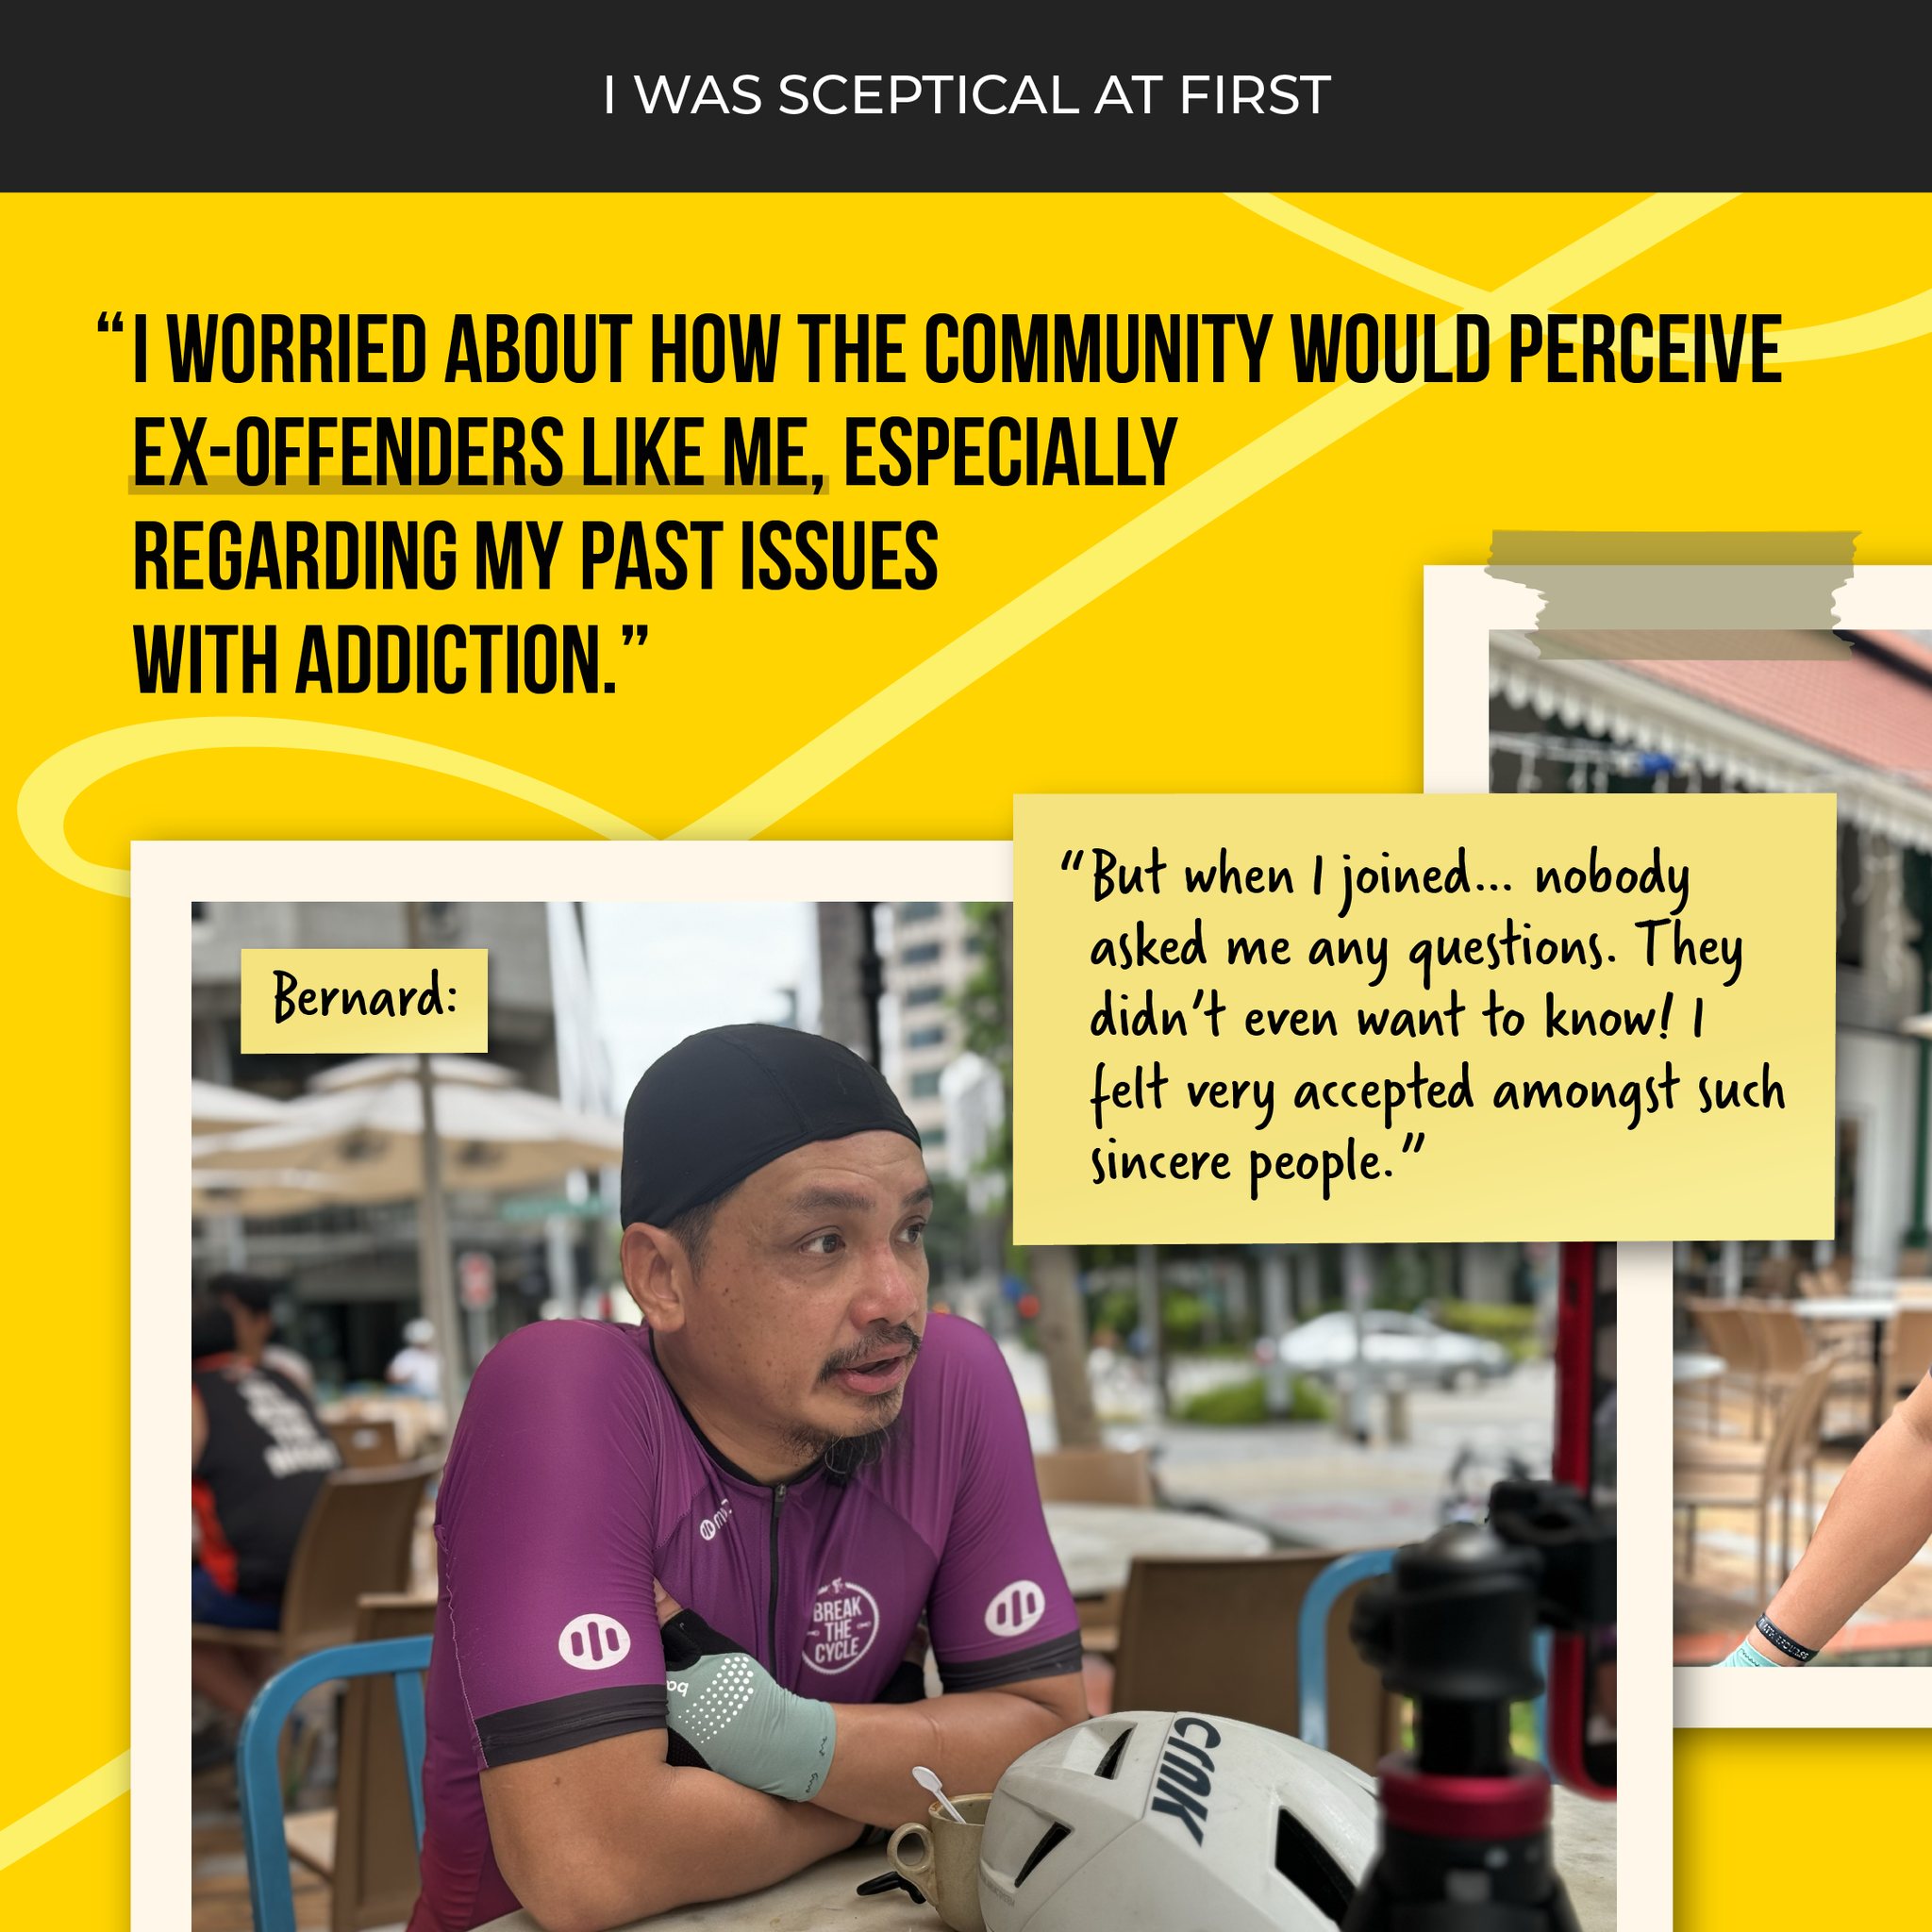 I WAS SCEPTICAL AT FIRST
“I WORRIED ABOUT HOW THE COMMUNITY WOULD PERCEIVE
EX-OFFENDERS LIKE ME, ESPECIALLY
REGARDING MY PAST ISSUES
WITH ADDICTION.”
“But when I joined... nobody
asked me any questions. They
didn’t even want to know! I
felt very accepted amongst such
sincere people.”
Bernard:
BREAK
THE
CYCLE